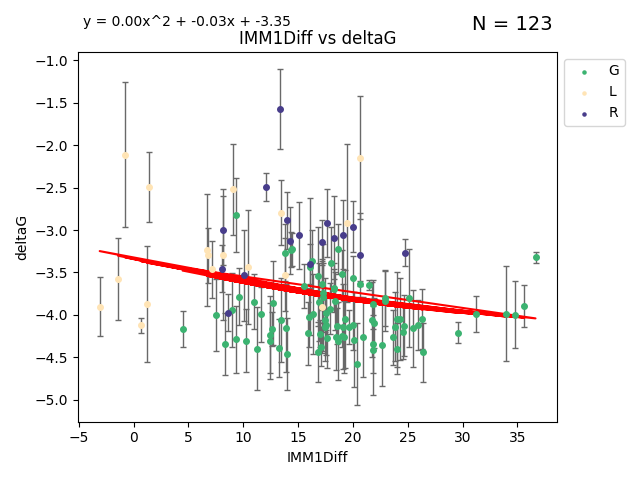 y = 0.00x^2 + -0.03x + -3.35
N = 123
IMM1Diff vs deltaG
G
L
R
deltaG
−1.0
−1.5
−2.0
−2.5
−3.0
−3.5
−4.0
−4.5
−5.0
−5 0 5 10 15 20 25 30 35
IMM1Diff